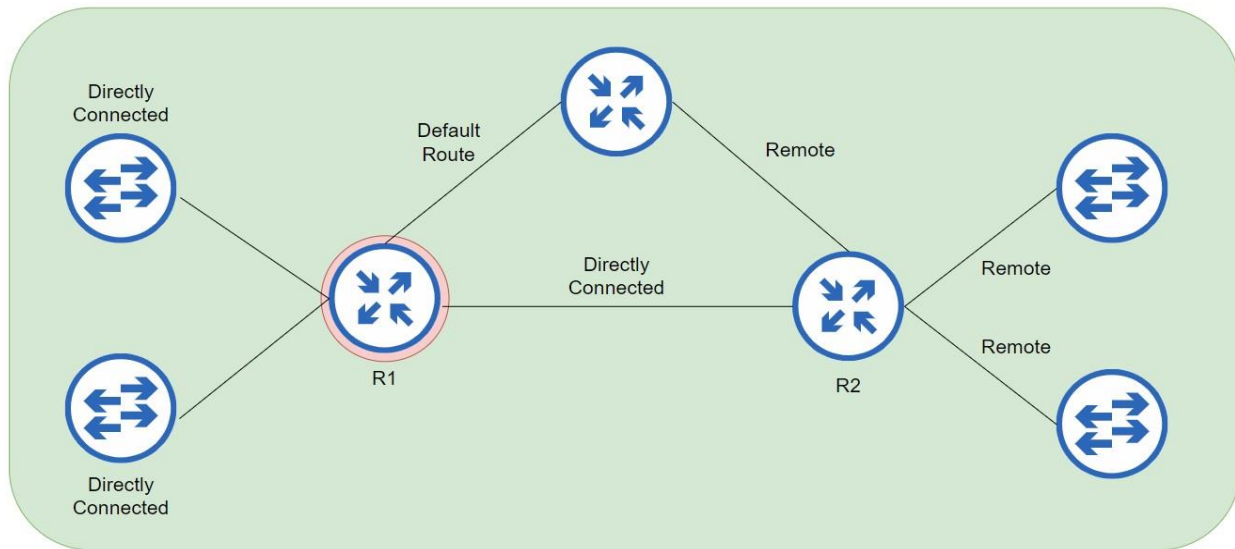 Directly
Connected
Default
Route
Remote
Directly
Connected
Remote
Remote
R1
R2
Directly
Connected